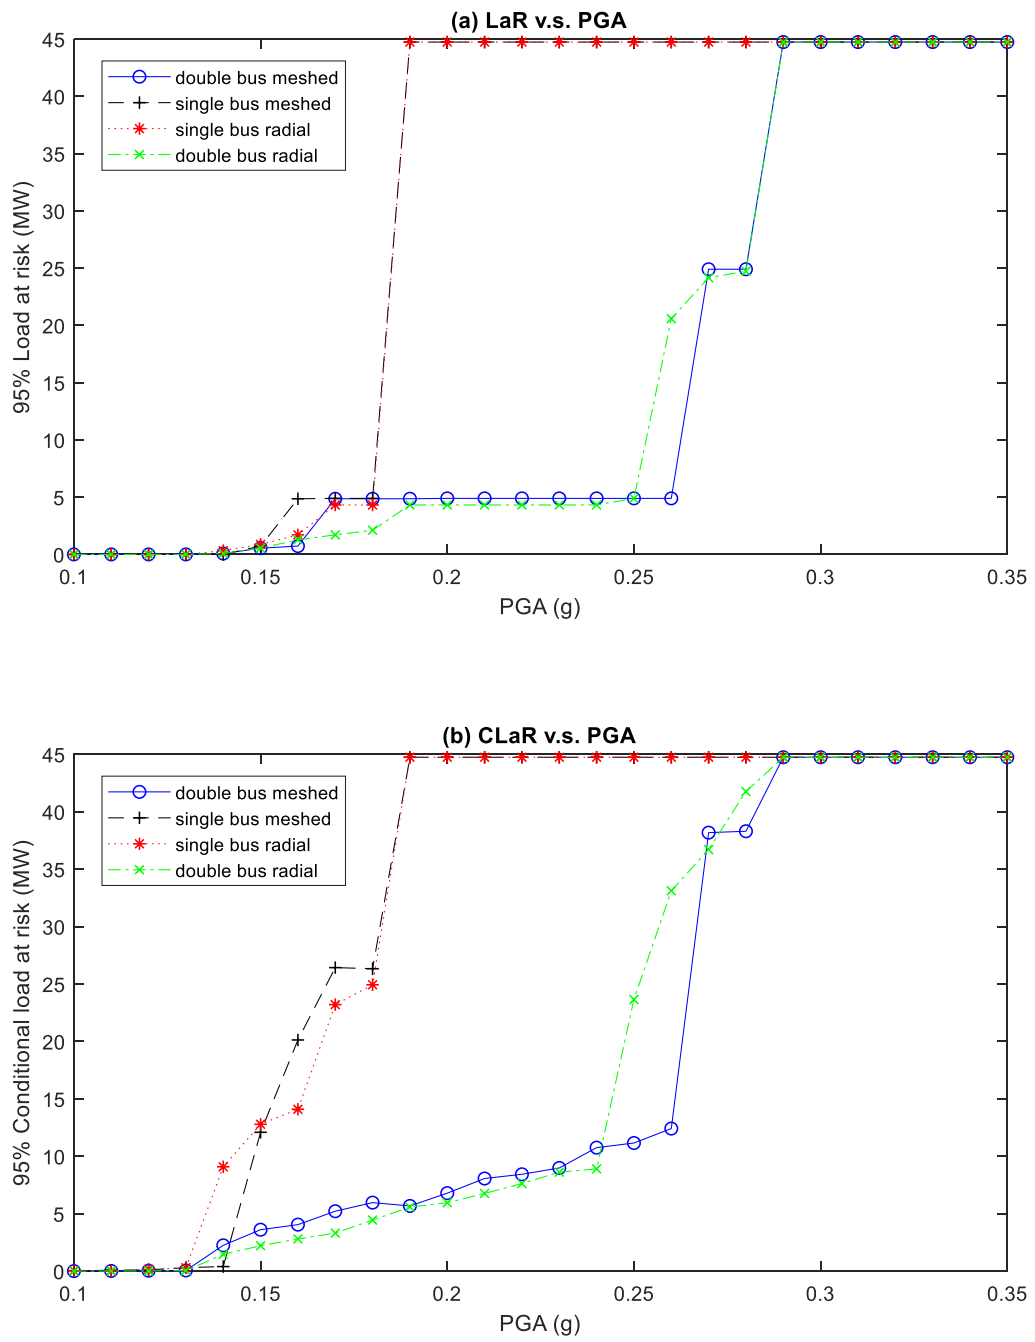 (a) LaR v.s. PGA
45
40
35
30
25
20
15
10
5
0
95% Load at risk (MW)
double bus meshed
single bus meshed
single bus radial
double bus radial
0.1
0.15
0.2
0.25
0.3
0.35
PGA (g)
(b) CLaR v.s. PGA
45
40
35
30
25
20
15
10
5
0
95% Conditional load at risk (MW)
double bus meshed
single bus meshed
single bus radial
double bus radial
0.1
0.15
0.2
0.25
0.3
0.35
PGA (g)